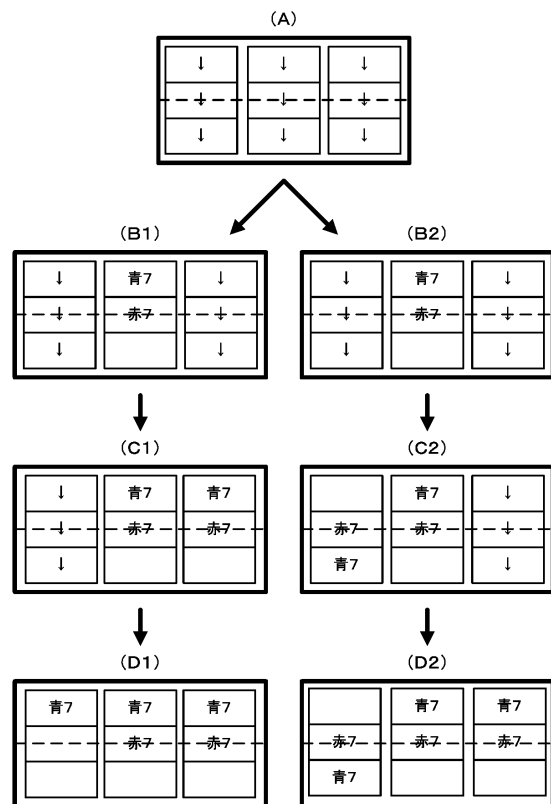 (A)
↓ ↓ ↓
↓ ↓ ↓
↓ ↓ ↓
(B1) (B2)
↓ 青7 ↓ ↓ 青7 ↓
↓ 赤7 ↓ ↓ 赤7 ↓
↓ ↓ ↓ ↓
(C1) (C2)
↓ 青7 青7 青7 ↓
↓ 赤7 赤7 赤7 赤7 ↓
↓ 青7 ↓
(D1) (D2)
青7 青7 青7 青7 青7
赤7 赤7 赤7 赤7 赤7
青7